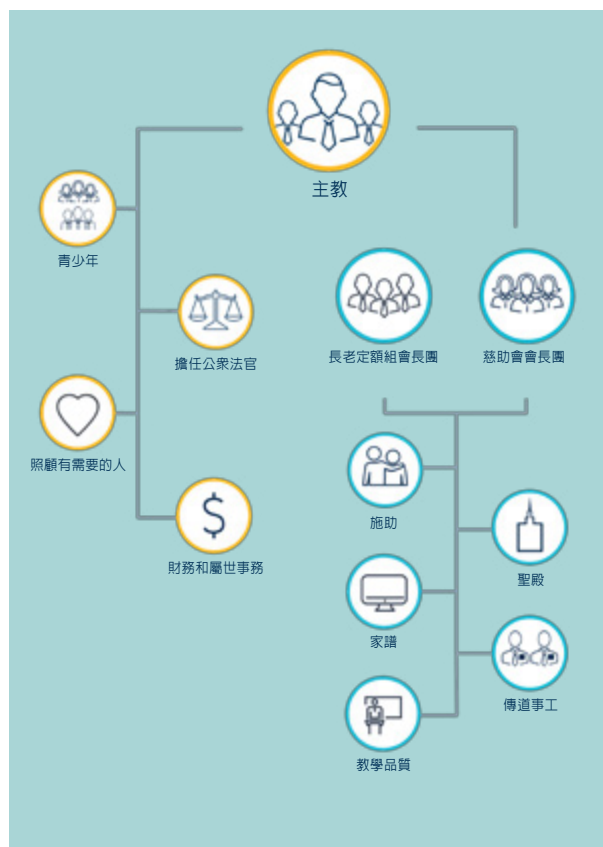 主教
青少年
擔任公衆法官
照顧有需要的人
財務和屬世事務
長老定額組會長團
慈助會會長團
施助
聖殿
家譜
傳道事工
教學品質